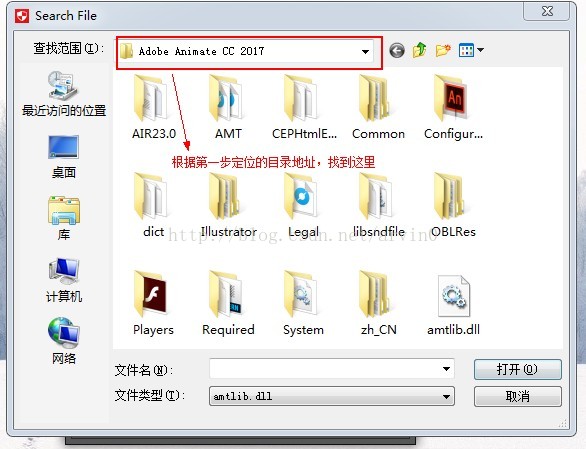 Search File
查找范围(I):
Adobe Animate CC 2017
最近访问的位置
桌面
库
计算机
网络
AIR23.0
AMT
CEPHtmlE...
Common
Configur...
根据第一步定位的目录地址，找到这里
dict
Illustrator
Legal
libsndfile
OBLRes
http://blog.csdn.net/arvin0
Players
Required
System
zh_CN
amtlib.dll
文件名(N):
打开(O)
文件类型(T):
amtlib.dll
取消